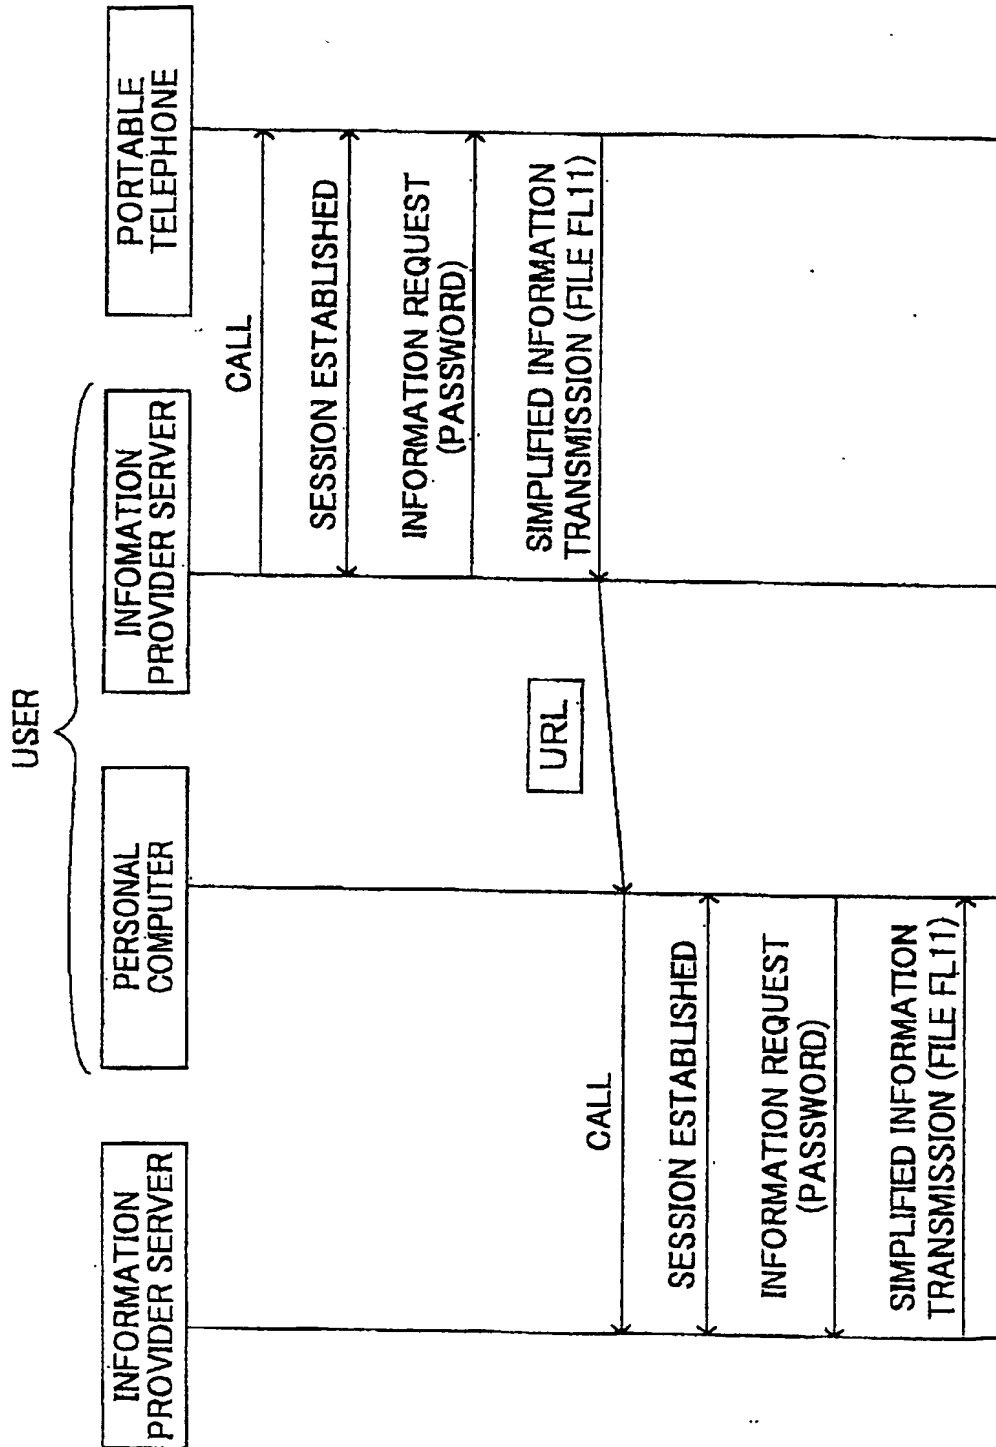 USER
INFORMATION
PROVIDER SERVER
PERSONAL
COMPUTER
INFOMATION
PROVIDER SERVER
PORTABLE
TELEPHONE
CALL
SESSION ESTABLISHED
INFORMATION REQUEST
(PASSWORD)
SIMPLIFIED INFORMATION
TRANSMISSION (FILE FL11)
URL
CALL
SESSION ESTABLISHED
INFORMATION REQUEST
(PASSWORD)
SIMPLIFIED INFORMATION
TRANSMISSION (FILE FL11)